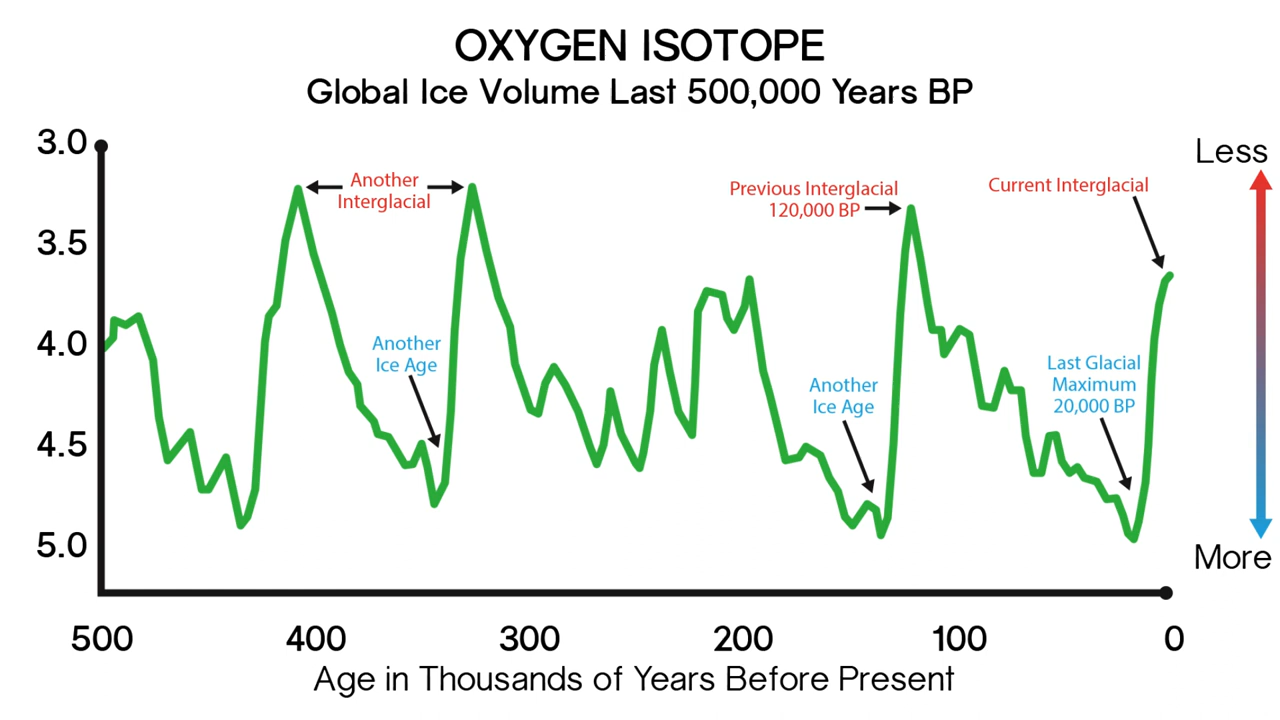 OXYGEN ISOTOPE
Global Ice Volume Last 500,000 Years BP
3.0
3.5
4.0
4.5
5.0
Another
Interglacial
Another
Ice Age
Previous Interglacial
120,000 BP
Another
Ice Age
Current Interglacial
Last Glacial
Maximum
20,000 BP
Less
More
500 400 300 200 100 0
Age in Thousands of Years Before Present